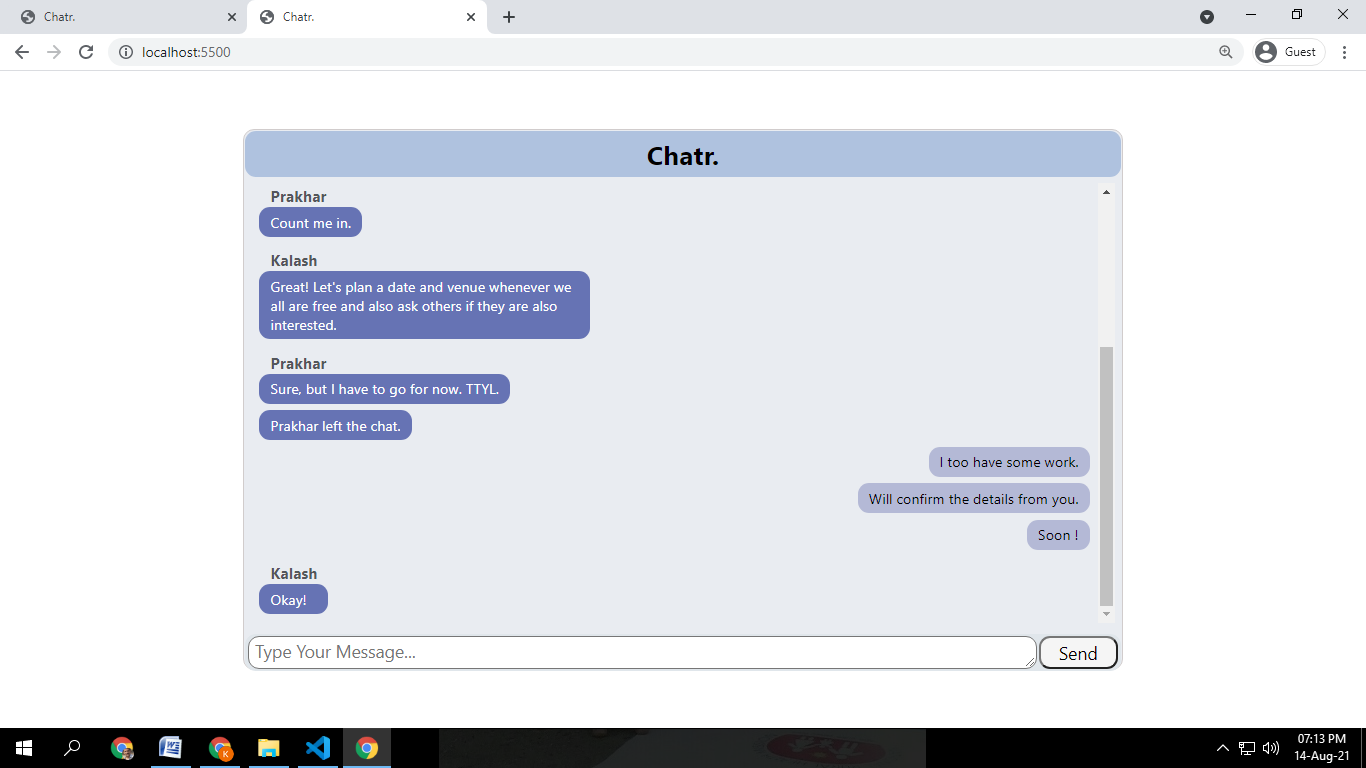 Chatr.
Chatr.
localhost:5500
Guest
Chatr.
Prakhar
Count me in.
Kalash
Great! Let's plan a date and venue whenever we
all are free and also ask others if they are also
interested.
Prakhar
Sure, but I have to go for now. TTYL.
Prakhar left the chat.
I too have some work.
Will confirm the details from you.
Soon !
Kalash
Okay!
Type Your Message...
Send
W
K
07:13 PM
14-Aug-21